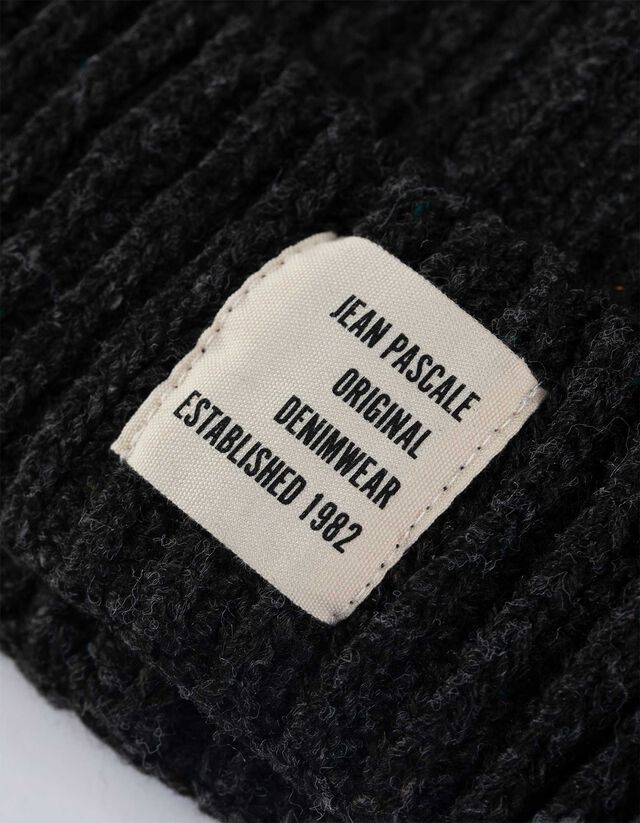 JEAN PASCALE
ORIGINAL
DENIMWEAR
ESTABLISHED 1982